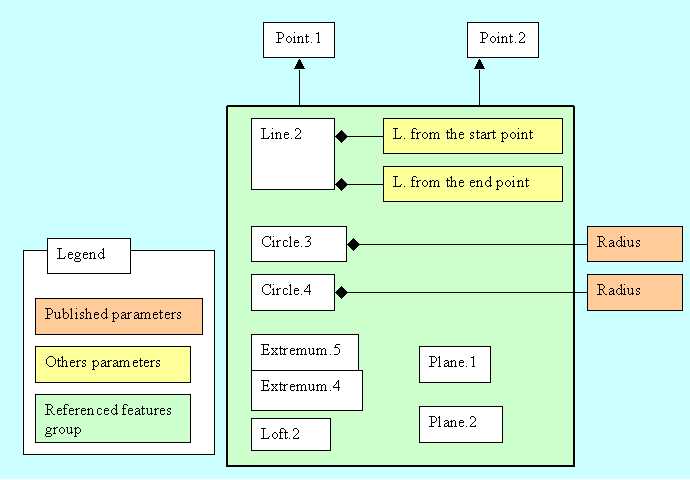 Point.1
Point.2
Line.2
L. from the start point
L. from the end point
Circle.3
Radius
Circle.4
Radius
Extremum.5
Extremum.4
Loft.2
Plane.1
Plane.2
Legend
Published parameters
Others parameters
Referenced features
group